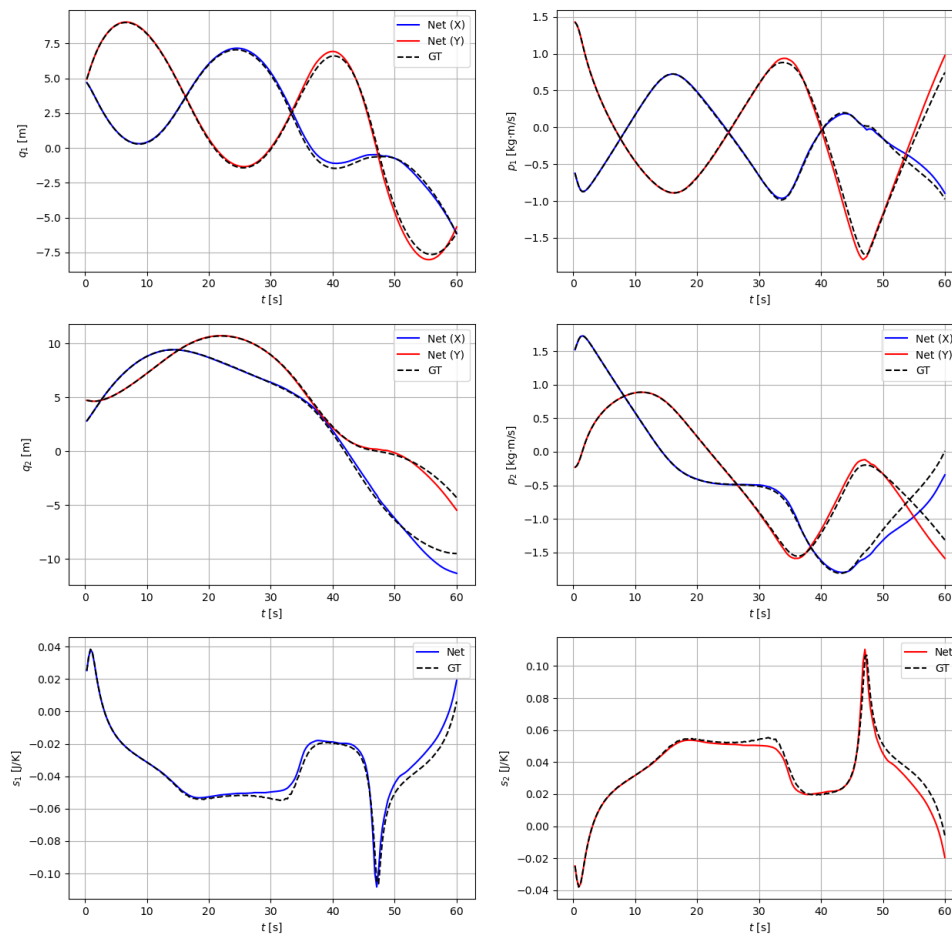 7.5
5.0
2.5
0.0
−2.5
−5.0
−7.5
q1 [m]
0 10 20 30 40 50 60
t [s]
Net (X)
Net (Y)
GT
1.5
1.0
0.5
0.0
−0.5
−1.0
−1.5
p1 [kg·m/s]
0 10 20 30 40 50 60
t [s]
Net (X)
Net (Y)
GT
10
5
0
−5
−10
q2 [m]
0 10 20 30 40 50 60
t [s]
Net (X)
Net (Y)
GT
1.5
1.0
0.5
0.0
−0.5
−1.0
−1.5
p2 [kg·m/s]
0 10 20 30 40 50 60
t [s]
Net (X)
Net (Y)
GT
0.04
0.02
0.00
−0.02
−0.04
−0.06
−0.08
−0.10
s1 [J/K]
0 10 20 30 40 50 60
t [s]
Net
GT
0.10
0.08
0.06
0.04
0.02
0.00
−0.02
−0.04
s2 [J/K]
0 10 20 30 40 50 60
t [s]
Net
GT